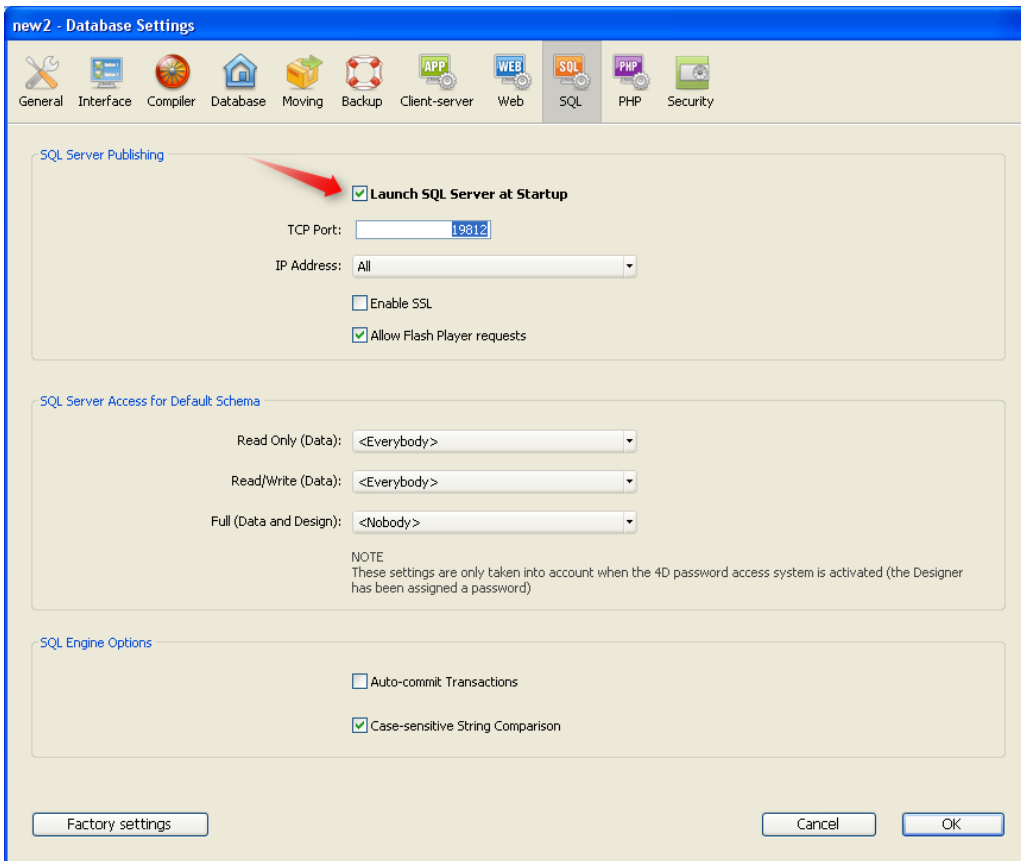 new2 - Database Settings
APP WEB SQL PHP
General Interface Compiler Database Moving Backup Client-server Web SQL PHP Security
SQL Server Publishing
Launch SQL Server at Startup
TCP Port: 19812
IP Address: All
Enable SSL
Allow Flash Player requests
SQL Server Access for Default Schema
Read Only (Data): <Everybody>
Read/Write (Data): <Everybody>
Full (Data and Design): <Nobody>
NOTE
These settings are only taken into account when the 4D password access system is activated (the Designer
has been assigned a password)
SQL Engine Options
Auto-commit Transactions
Case-sensitive String Comparison
Factory settings Cancel OK